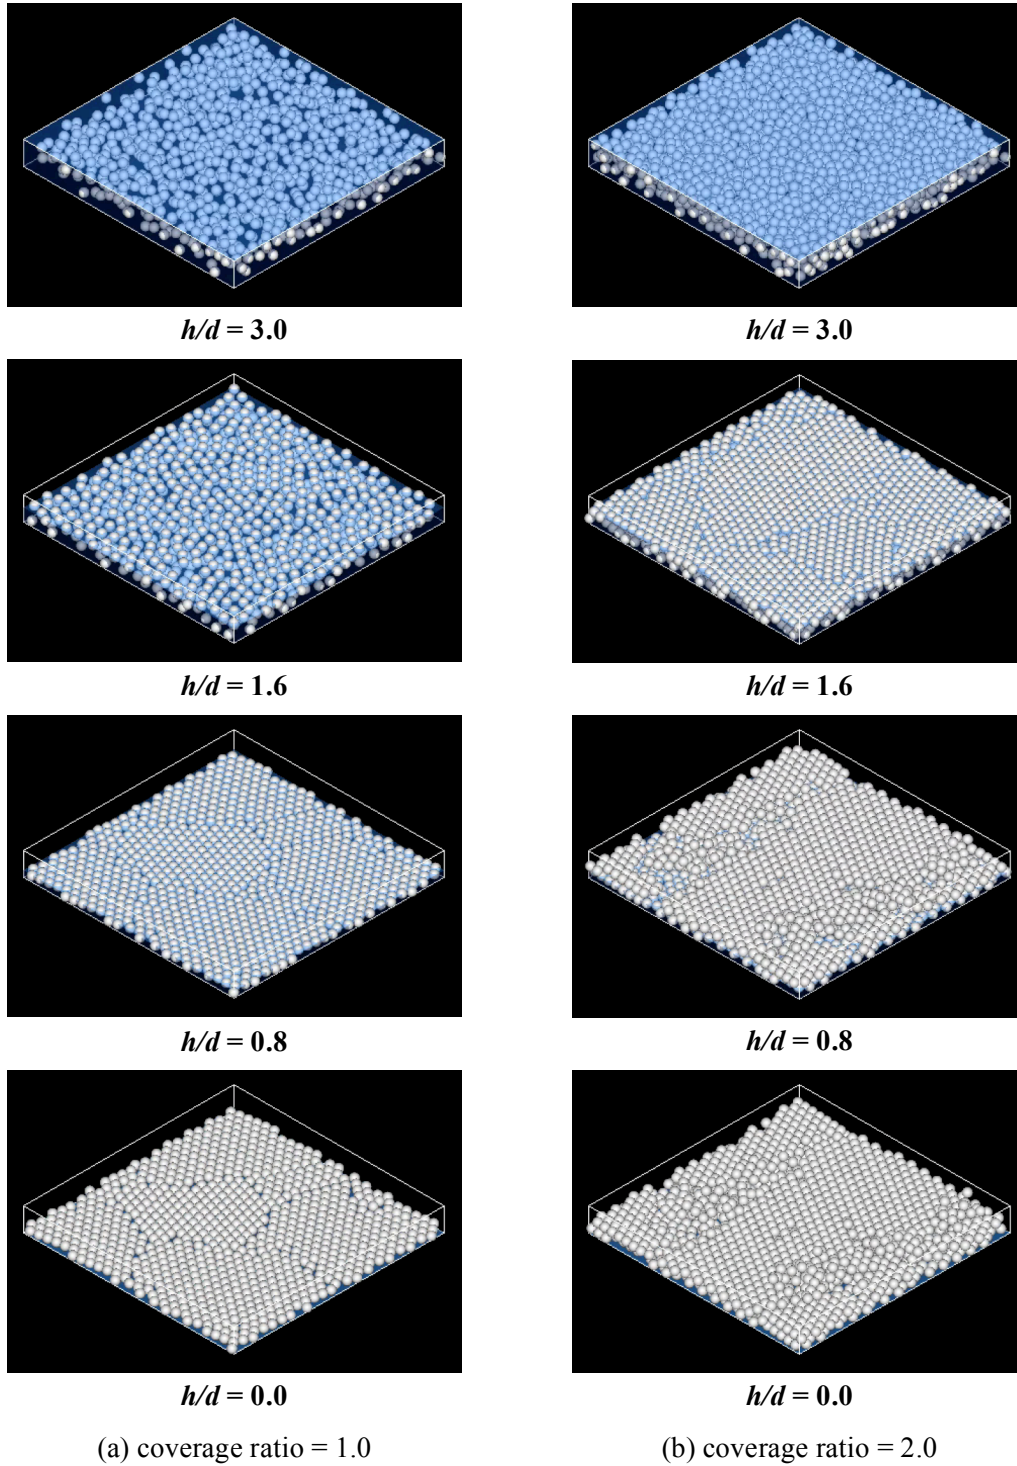 h/d = 3.0
h/d = 3.0
h/d = 1.6
h/d = 1.6
h/d = 0.8
h/d = 0.8
h/d = 0.0
h/d = 0.0
(a) coverage ratio = 1.0
(b) coverage ratio = 2.0